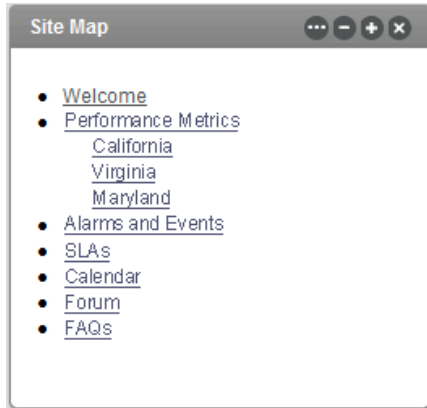 Site Map
Welcome
Performance Metrics
California
Virginia
Maryland
Alarms and Events
SLAs
Calendar
Forum
FAQs